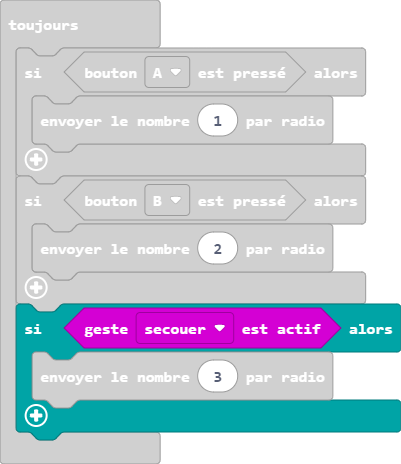 toujours
si bouton A est pressé alors
envoyer le nombre 1 par radio
si bouton B est pressé alors
envoyer le nombre 2 par radio
si geste secouer est actif alors
envoyer le nombre 3 par radio